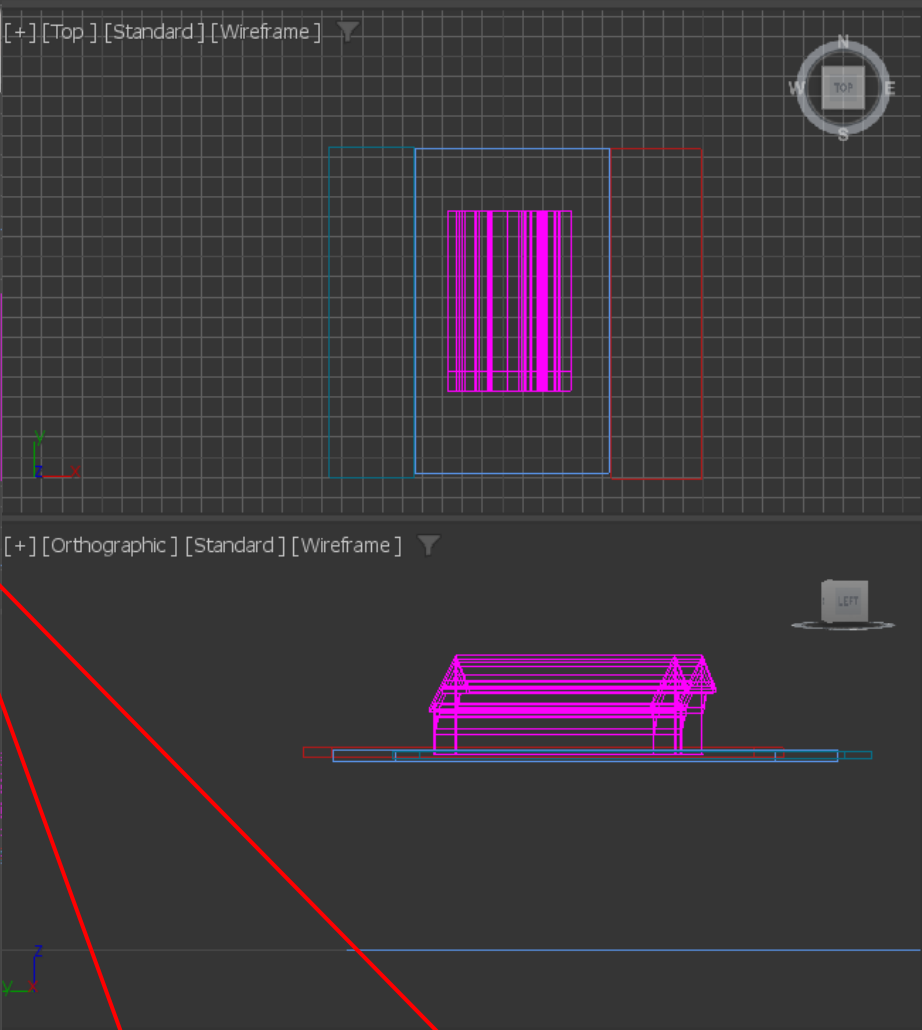 [+] [Top ] [Standard ] [Wireframe ]
N
W TOP E
S
y
z x
[+] [Orthographic ] [Standard ] [Wireframe ]
LEFT
z
y x